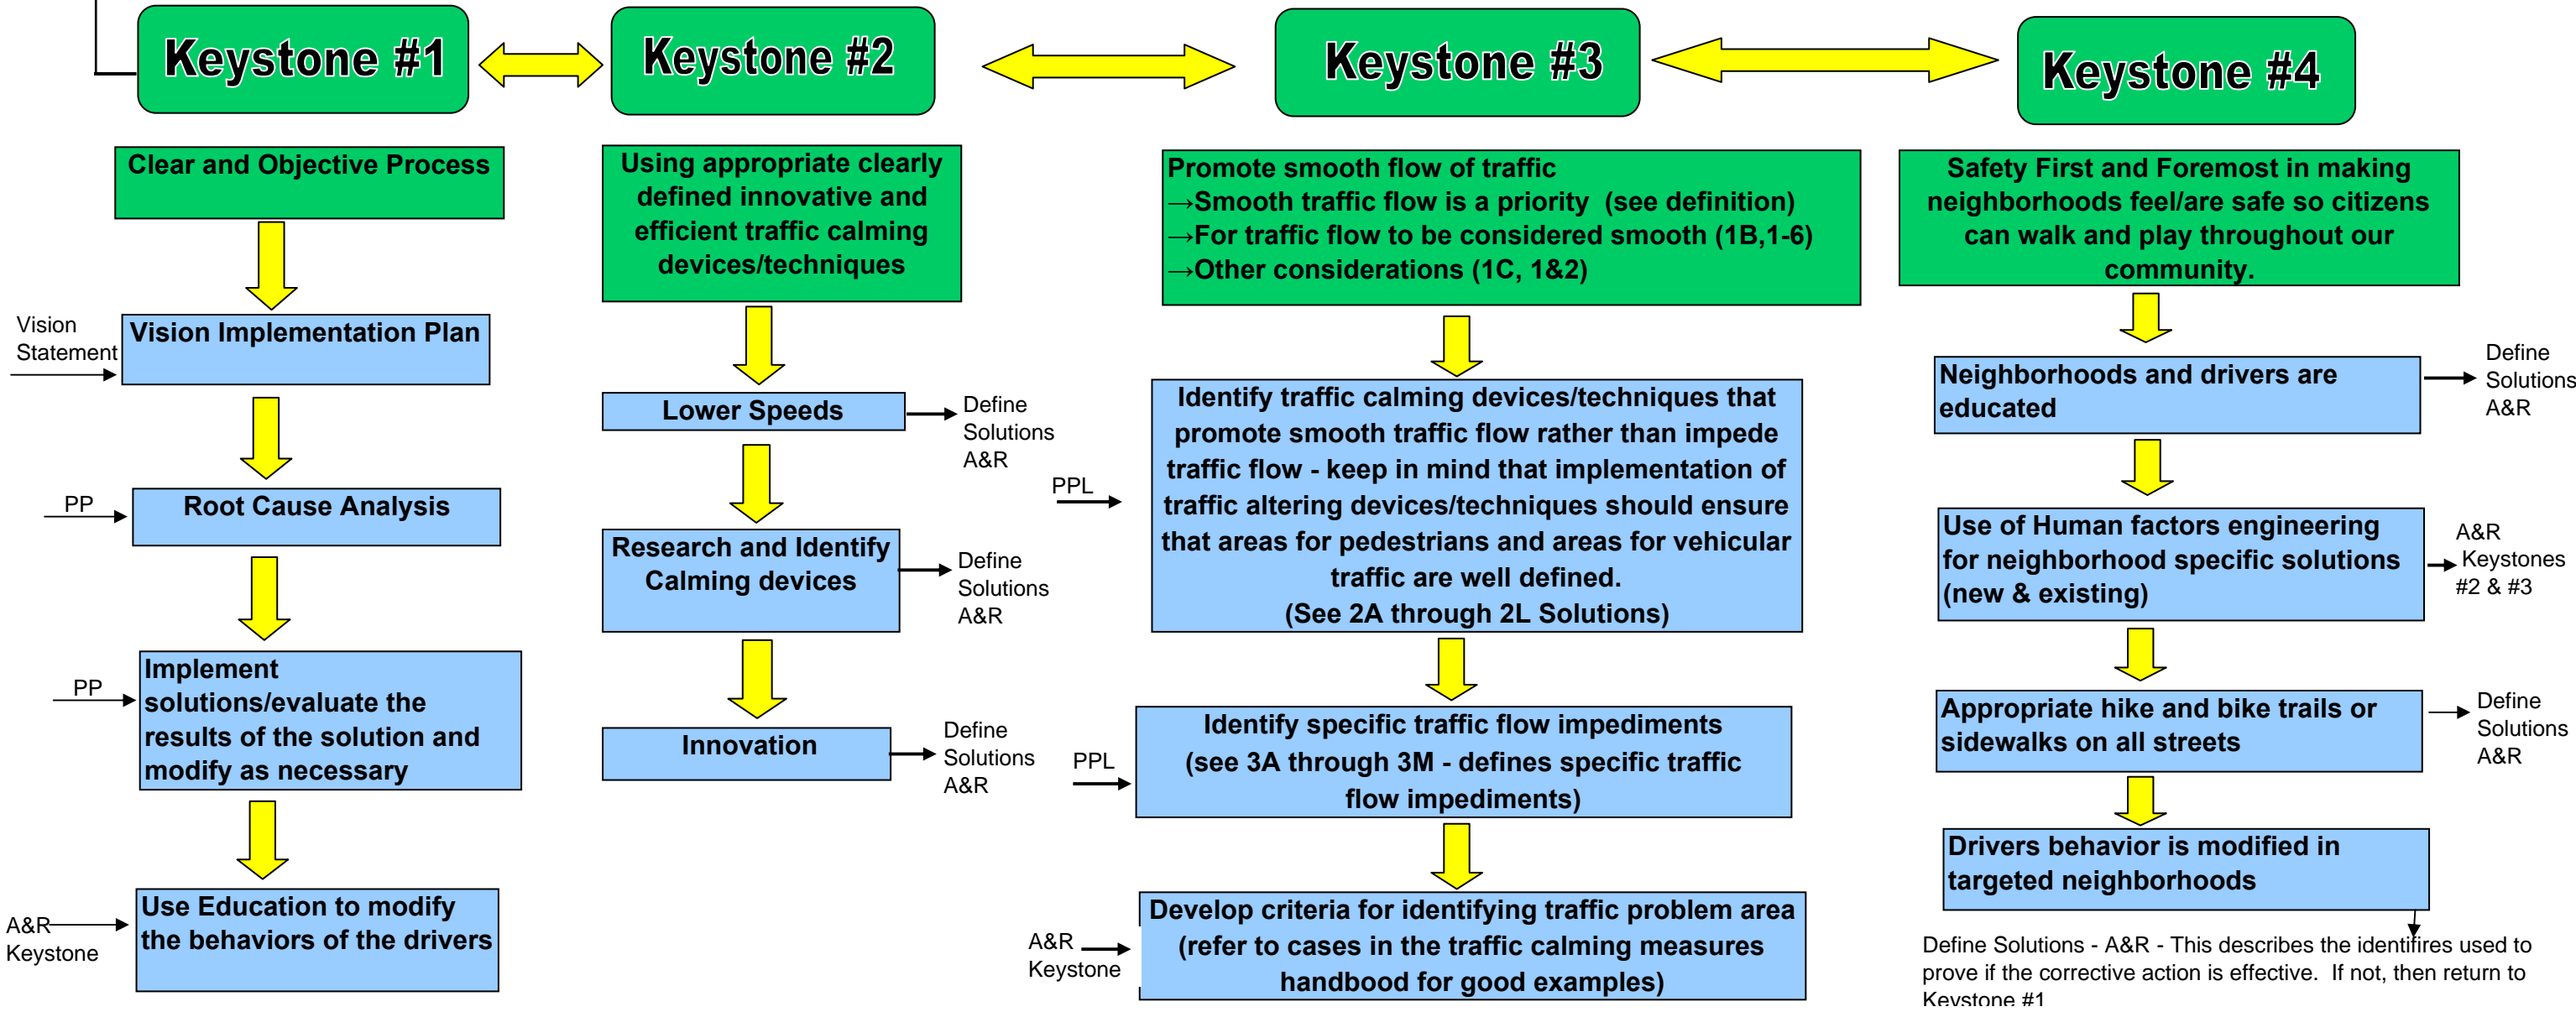 Keystone #1
Keystone #2
Keystone #3
Keystone #4
Clear and Objective Process
Vision
Statement
Vision Implementation Plan
PP
Root Cause Analysis
PP
Implement
solutions/evaluate the
results of the solution and
modify as necessary
A&R
Keystone
Use Education to modify
the behaviors of the drivers
Using appropriate clearly
defined innovative and
efficient traffic calming
devices/techniques
Lower Speeds
Define
Solutions
A&R
Research and Identify
Calming devices
Define
Solutions
A&R
Innovation
Define
Solutions
A&R
Promote smooth flow of traffic
→Smooth traffic flow is a priority (see definition)
→For traffic flow to be considered smooth (1B,1-6)
→Other considerations (1C, 1&2)
PPL
Identify traffic calming devices/techniques that
promote smooth traffic flow rather than impede
traffic flow - keep in mind that implementation of
traffic altering devices/techniques should ensure
that areas for pedestrians and areas for vehicular
traffic are well defined.
(See 2A through 2L Solutions)
PPL
Identify specific traffic flow impediments
(see 3A through 3M - defines specific traffic
flow impediments)
A&R
Keystone
Develop criteria for identifying traffic problem area
(refer to cases in the traffic calming measures
handbood for good examples)
Safety First and Foremost in making
neighborhoods feel/are safe so citizens
can walk and play throughout our
community.
Neighborhoods and drivers are
educated
Define
Solutions
A&R
Use of Human factors engineering
for neighborhood specific solutions
(new & existing)
A&R
Keystones
#2 & #3
Appropriate hike and bike trails or
sidewalks on all streets
Define
Solutions
A&R
Drivers behavior is modified in
targeted neighborhoods
Define Solutions - A&R - This describes the identifires used to
prove if the corrective action is effective. If not, then return to
Keystone #1